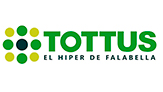 TOTTUS
EL HIPER DE FALABELLA